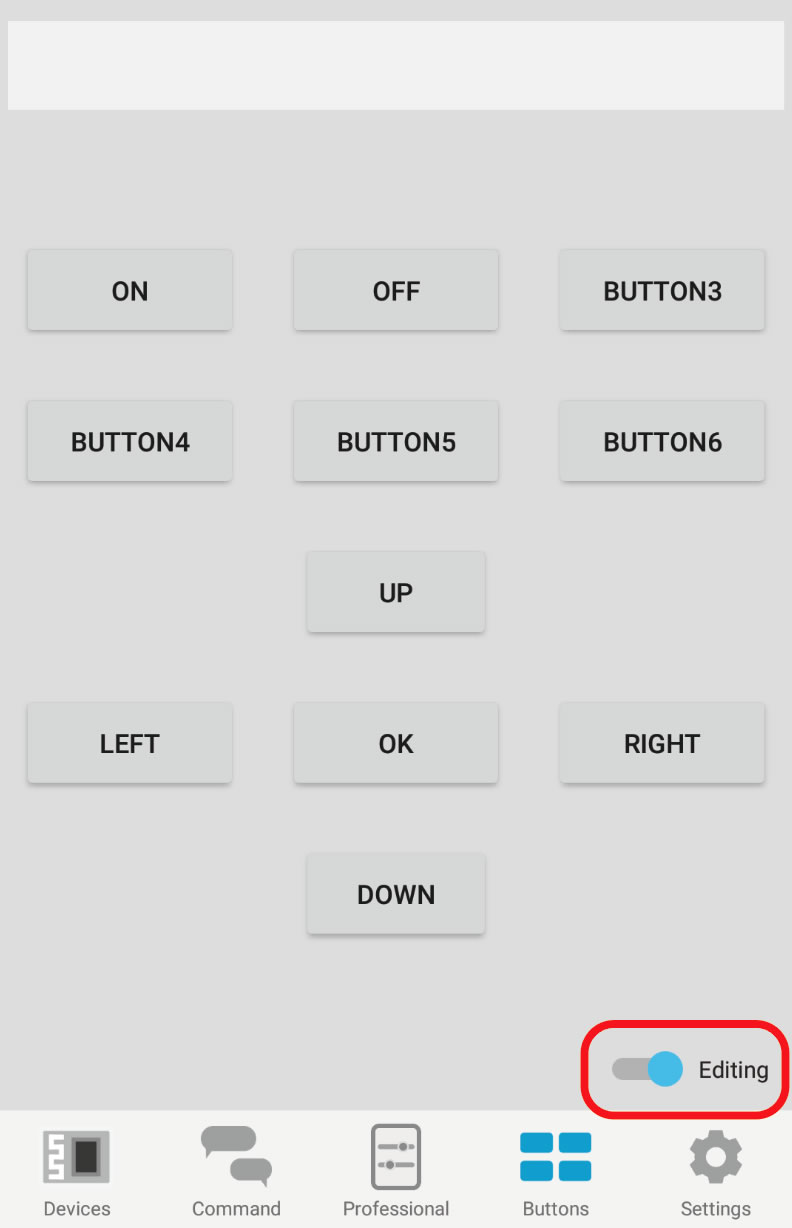 ON OFF BUTTON3
BUTTON4 BUTTON5 BUTTON6
UP
LEFT OK RIGHT
DOWN
Editing
Devices Command Professional Buttons Settings